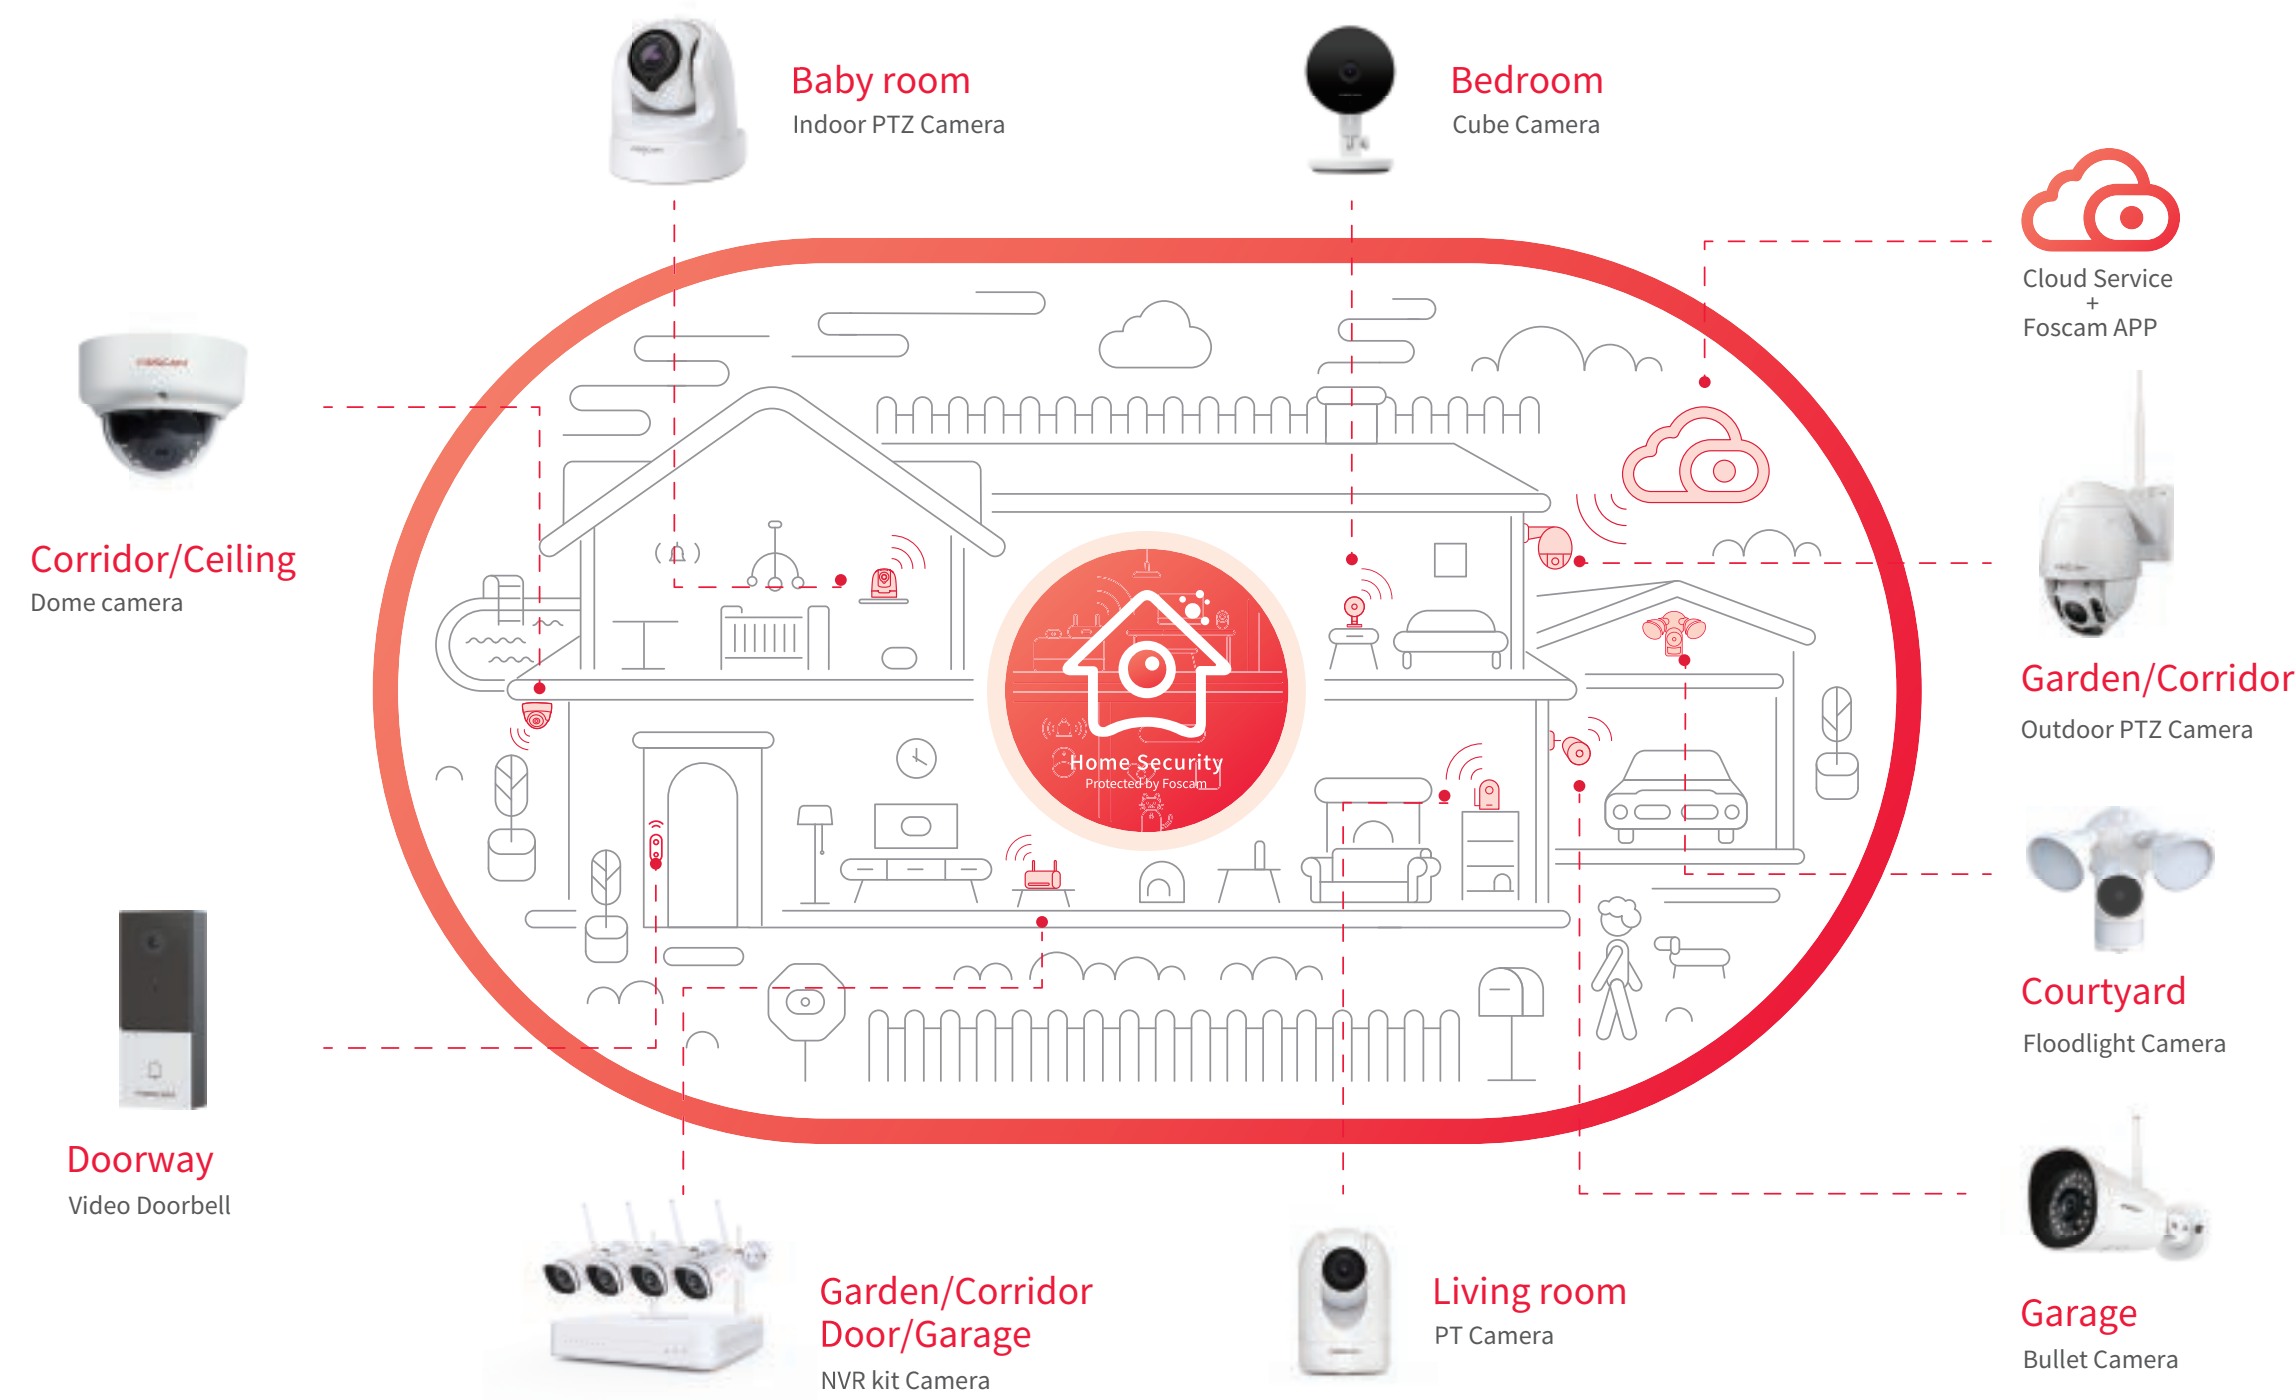 Baby room
Indoor PTZ Camera
Bedroom
Cube Camera
Cloud Service
+
Foscam APP
Corridor/Ceiling
Dome camera
Garden/Corridor
Outdoor PTZ Camera
Home Security
Protected by Foscam
Courtyard
Floodlight Camera
Doorway
Video Doorbell
Garden/Corridor
Door/Garage
NVR kit Camera
Living room
PT Camera
Garage
Bullet Camera